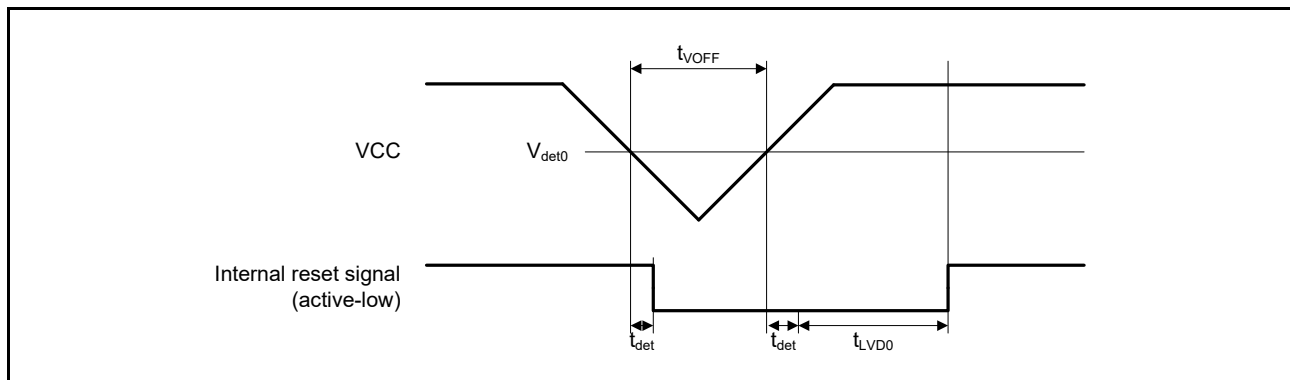 tVOFF
VCC
Vdet0
Internal reset signal
(active-low)
tdet
tdet
tLVD0